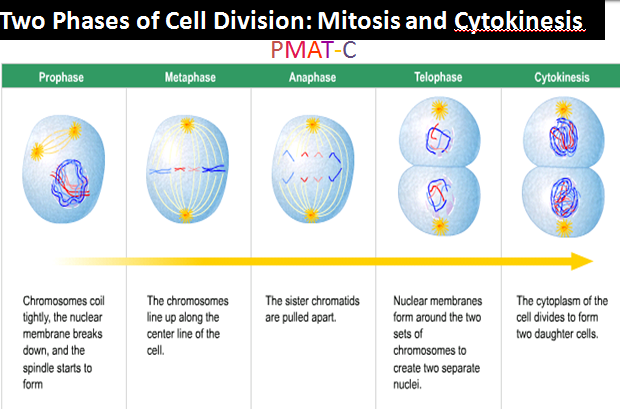 Two Phases of Cell Division: Mitosis and Cytokinesis
PMAT-C
Prophase
Metaphase
Anaphase
Telophase
Cytokinesis
Chromosomes coil
tightly, the nuclear
membrane breaks
down, and the
spindle starts to
form
The chromosomes
line up along the
center line of the
cell.
The sister chromatids
are pulled apart.
Nuclear membranes
form around the two
sets of
chromosomes to
create two separate
nuclei.
The cytoplasm of the
cell divides to form
two daughter cells.